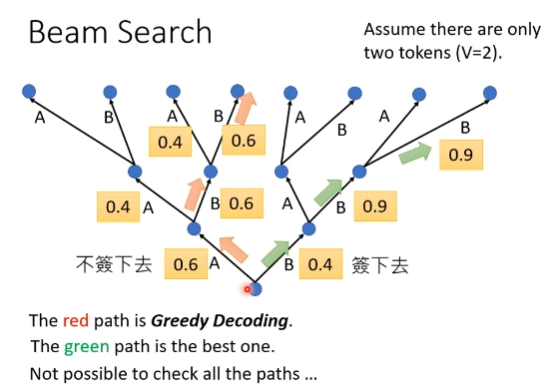 Beam Search
Assume there are only
two tokens (V=2).
A B A B A B A B
0.4 0.6 0.9
0.4 A B 0.6 A B 0.9
不簽下去 0.6 A B 0.4 簽下去
The red path is Greedy Decoding.
The green path is the best one.
Not possible to check all the paths ...